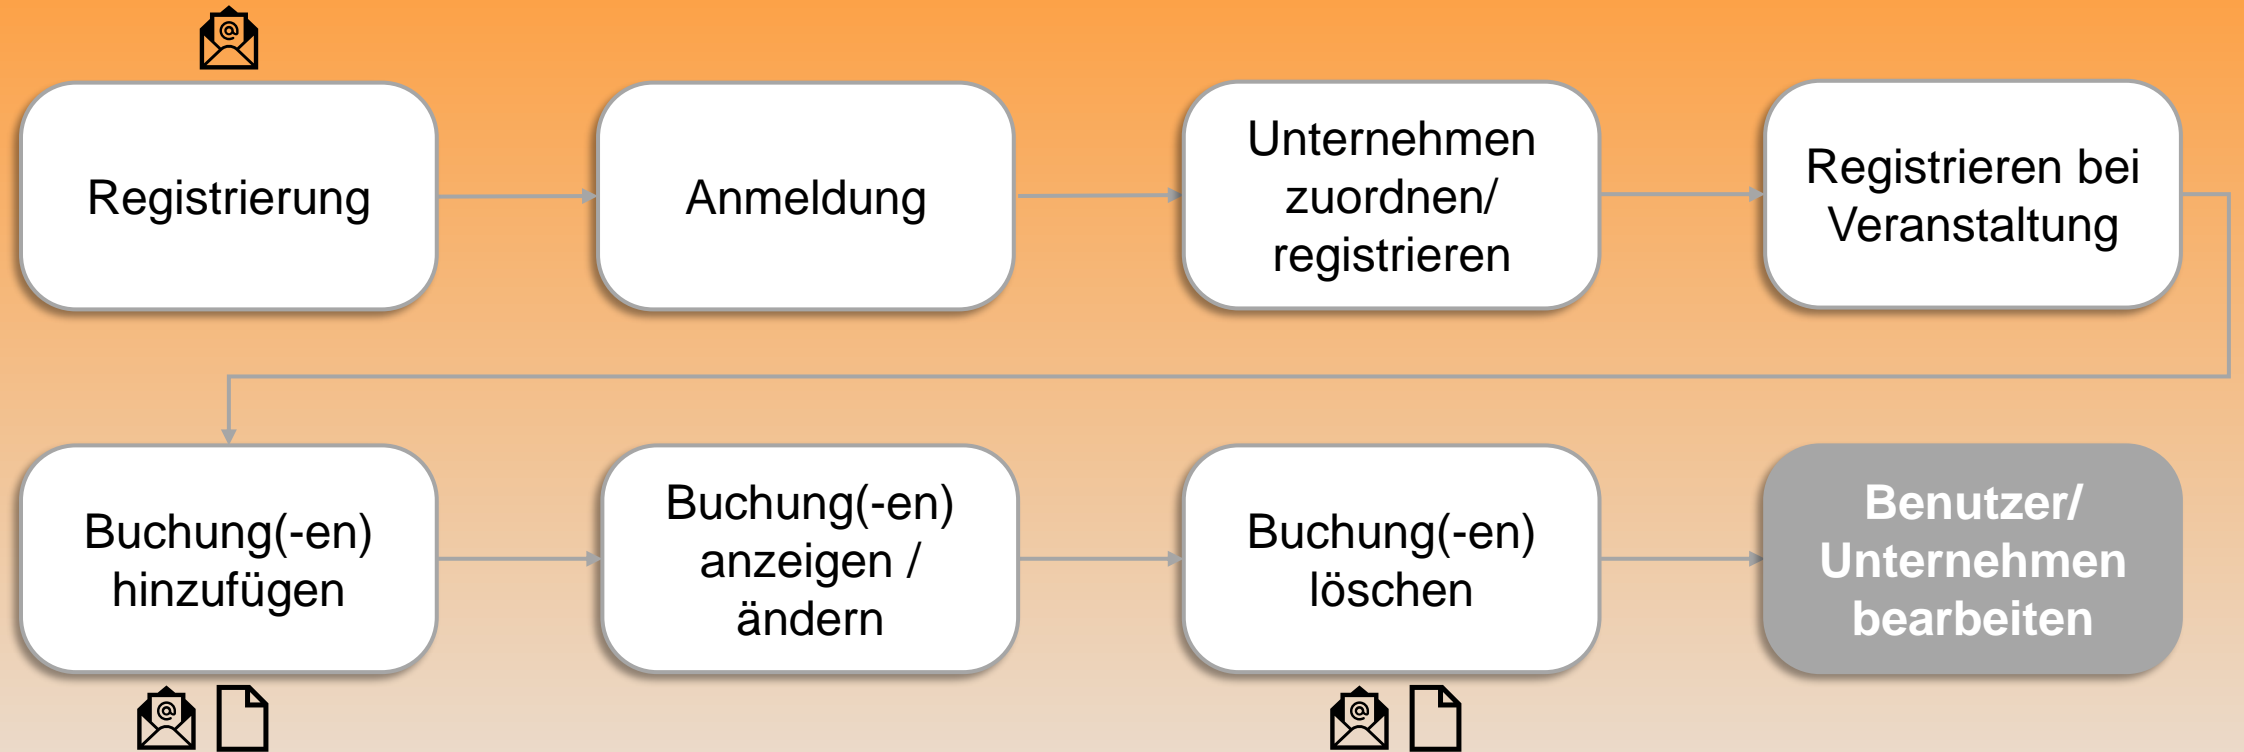 @
Registrierung
Anmeldung
Unternehmen
zuordnen/
registrieren
Registrieren bei
Veranstaltung
Buchung(-en)
hinzufügen
Buchung(-en)
anzeigen /
ändern
Buchung(-en)
löschen
Benutzer/
Unternehmen
bearbeiten
@
@